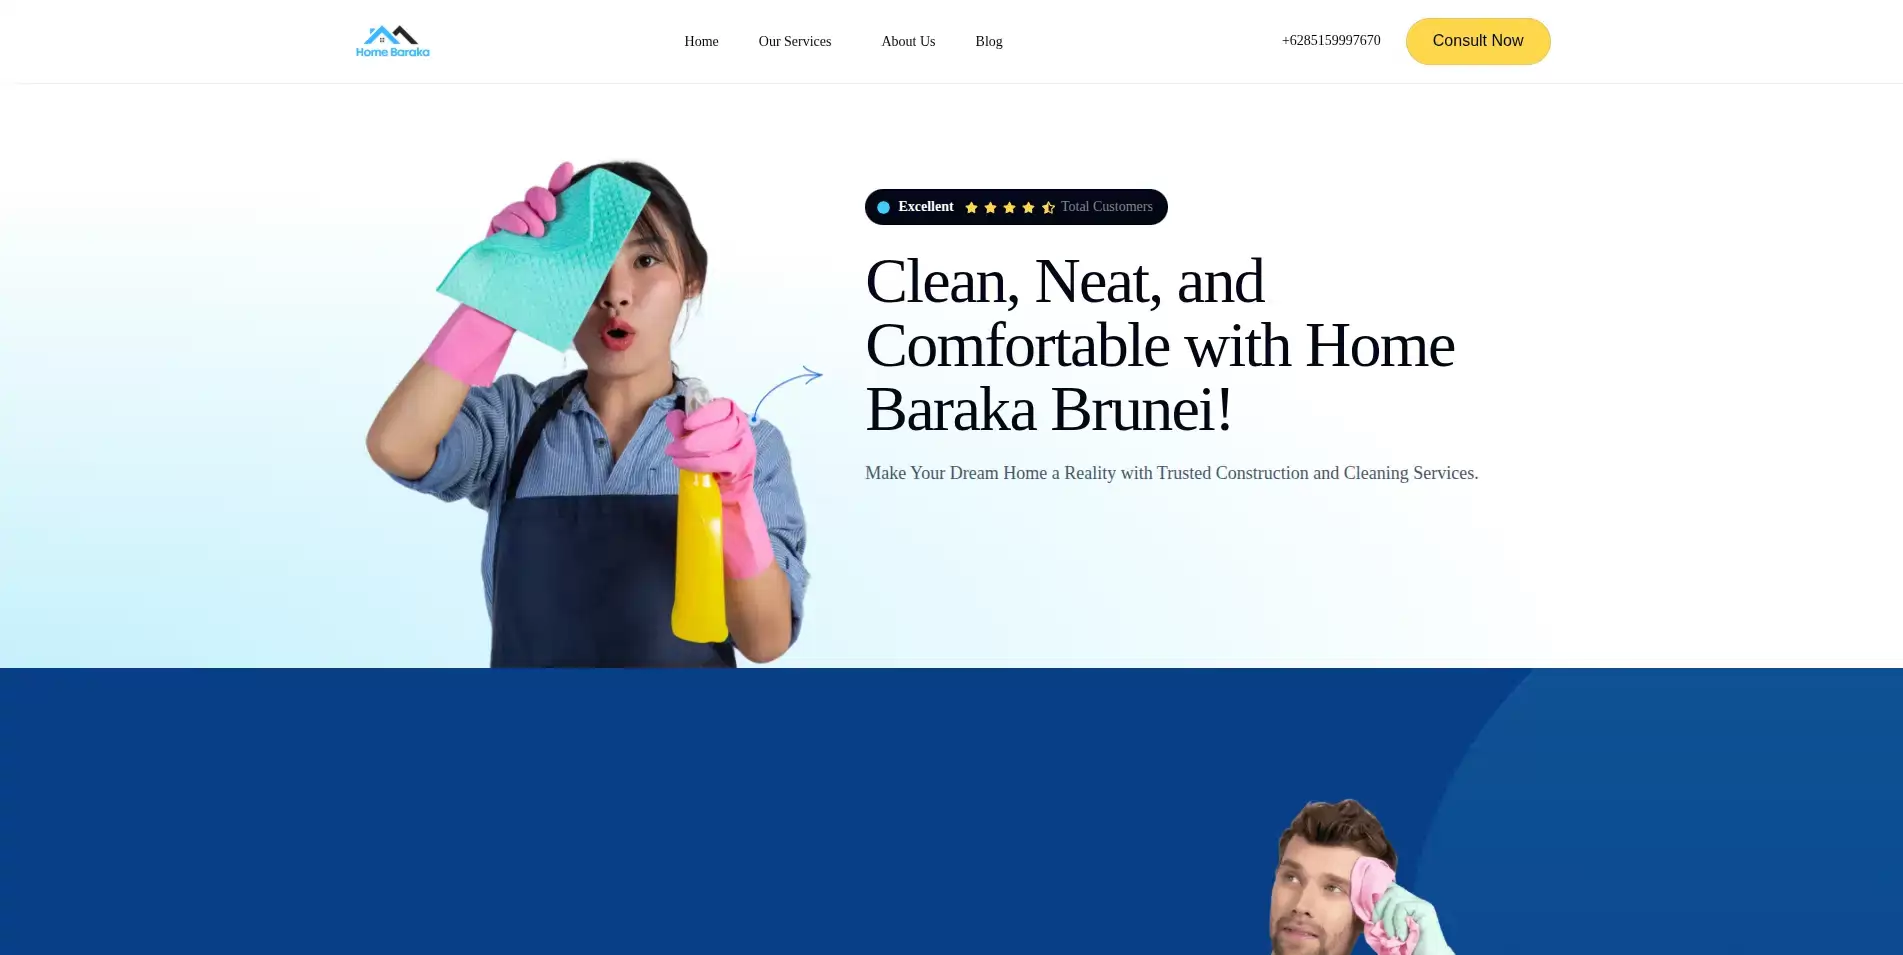 Home Baraka
Home
Our Services
About Us
Blog
+6285159997670
Consult Now
Excellent
Total Customers
Clean, Neat, and
Comfortable with Home
Baraka Brunei!
Make Your Dream Home a Reality with Trusted Construction and Cleaning Services.